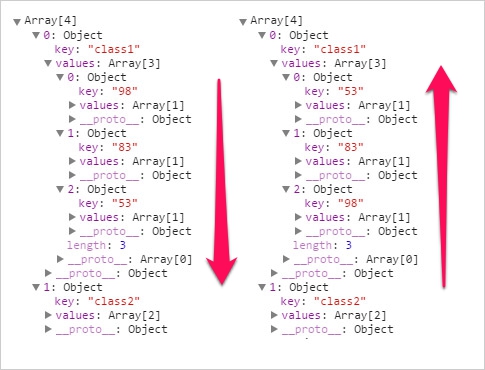 Array[4]
0: Object
key: "class1"
values: Array[3]
0: Object
key: "98"
values: Array[1]
__proto__: Object
1: Object
key: "83"
values: Array[1]
__proto__: Object
2: Object
key: "53"
values: Array[1]
__proto__: Object
length: 3
__proto__: Array[0]
__proto__: Object
1: Object
key: "class2"
values: Array[2]
__proto__: Object
Array[4]
0: Object
key: "class1"
values: Array[3]
0: Object
key: "53"
values: Array[1]
__proto__: Object
1: Object
key: "83"
values: Array[1]
__proto__: Object
2: Object
key: "98"
values: Array[1]
__proto__: Object
length: 3
__proto__: Array[0]
__proto__: Object
1: Object
key: "class2"
values: Array[2]
__proto__: Object